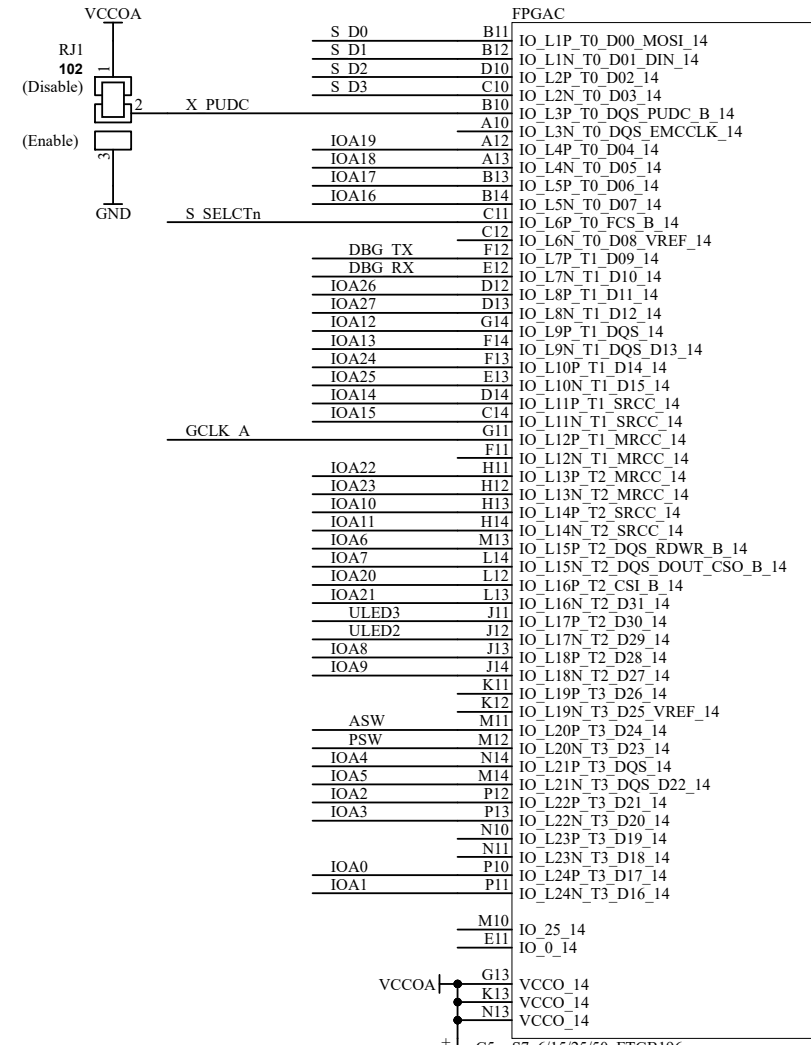 VCCOA
RJ1
102
(Disable)
1
2
X_PUDC
(Enable)
3
GND
FPGAC
S_D0 B11 IO_L1P_T0_D00_MOSI_14
S_D1 B12 IO_L1N_T0_D01_DIN_14
S_D2 D10 IO_L2P_T0_D02_14
S_D3 C10 IO_L2N_T0_D03_14
B10 IO_L3P_T0_DQS_PUDC_B_14
A10 IO_L3N_T0_DQS_EMCCLK_14
IOA19 A12 IO_L4P_T0_D04_14
IOA18 A13 IO_L4N_T0_D05_14
IOA17 B13 IO_L5P_T0_D06_14
IOA16 B14 IO_L5N_T0_D07_14
S_SELCTn C11 IO_L6P_T0_FCS_B_14
C12 IO_L6N_T0_D08_VREF_14
DBG_TX F12 IO_L7P_T1_D09_14
DBG_RX E12 IO_L7N_T1_D10_14
IOA26 D12 IO_L8P_T1_D11_14
IOA27 D13 IO_L8N_T1_D12_14
IOA12 G14 IO_L9P_T1_DQS_14
IOA13 F14 IO_L9N_T1_DQS_D13_14
IOA24 F13 IO_L10P_T1_D14_14
IOA25 E13 IO_L10N_T1_D15_14
IOA14 D14 IO_L11P_T1_SRCC_14
IOA15 C14 IO_L11N_T1_SRCC_14
GCLK_A G11 IO_L12P_T1_MRCC_14
F11 IO_L12N_T1_MRCC_14
IOA22 H11 IO_L13P_T2_MRCC_14
IOA23 H12 IO_L13N_T2_MRCC_14
IOA10 H13 IO_L14P_T2_SRCC_14
IOA11 H14 IO_L14N_T2_SRCC_14
IOA6 M13 IO_L15P_T2_DQS_RDWR_B_14
IOA7 L14 IO_L15N_T2_DQS_DOUT_CSO_B_14
IOA20 L12 IO_L16P_T2_CSI_B_14
IOA21 L13 IO_L16N_T2_D31_14
ULED3 J11 IO_L17P_T2_D30_14
ULED2 J12 IO_L17N_T2_D29_14
IOA8 J13 IO_L18P_T2_D28_14
IOA9 J14 IO_L18N_T2_D27_14
K11 IO_L19P_T3_D26_14
K12 IO_L19N_T3_D25_VREF_14
ASW M11 IO_L20P_T3_D24_14
PSW M12 IO_L20N_T3_D23_14
IOA4 N14 IO_L21P_T3_DQS_14
IOA5 M14 IO_L21N_T3_DQS_D22_14
IOA2 P12 IO_L22P_T3_D21_14
IOA3 P13 IO_L22N_T3_D20_14
N10 IO_L23P_T3_D19_14
N11 IO_L23N_T3_D18_14
IOA0 P10 IO_L24P_T3_D17_14
IOA1 P11 IO_L24N_T3_D16_14
M10 IO_25_14
E11 IO_0_14
VCCOA G13 VCCO_14
K13 VCCO_14
N13 VCCO_14
+